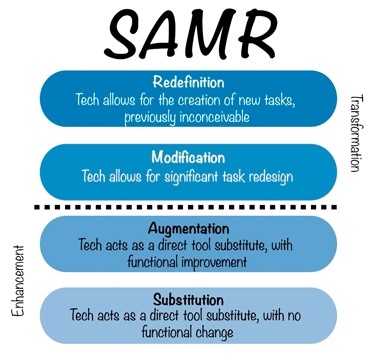 SAMR
Redefinition
Tech allows for the creation of new tasks,
previously inconceivable
Transformation
Modification
Tech allows for significant task redesign
Augmentation
Tech acts as a direct tool substitute, with
functional improvement
Enhancement
Substitution
Tech acts as a direct tool substitute, with no
functional change